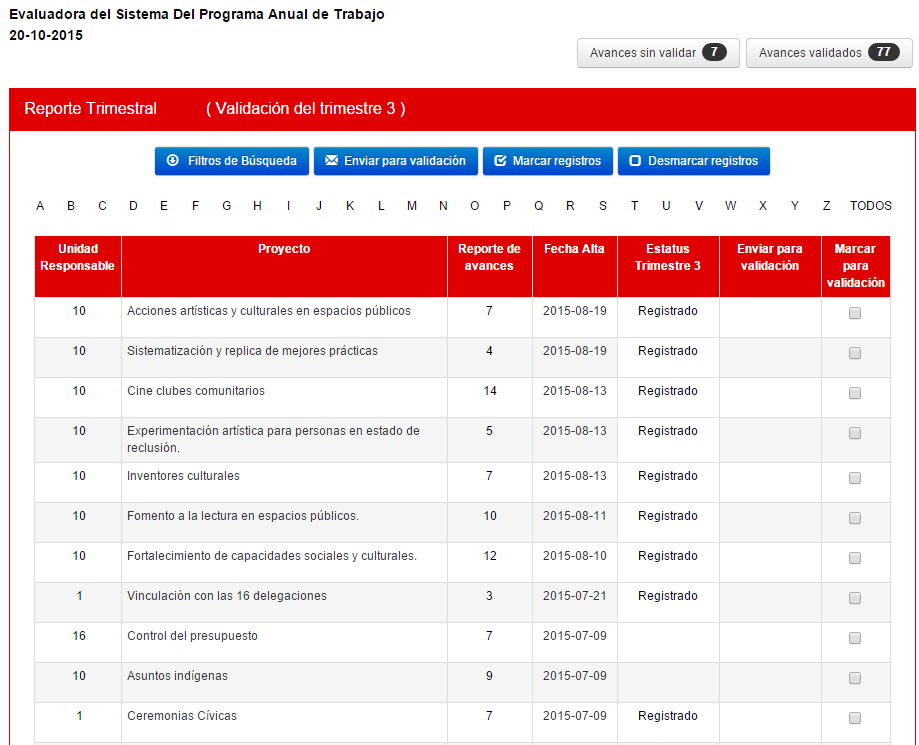 Evaluadora del Sistema Del Programa Anual de Trabajo
20-10-2015
Avances sin validar 7 Avances validados 77
Reporte Trimestral ( Validación del trimestre 3 )
Filtros de Búsqueda Enviar para validación Marcar registros Desmarcar registros
A B C D E F G H I J K L M N O P Q R S T U V W X Y Z TODOS
Unidad Responsable Proyecto Reporte de avances Fecha Alta Estatus Trimestre 3 Enviar para validación Marcar para validación
10 Acciones artísticas y culturales en espacios públicos 7 2015-08-19 Registrado
10 Sistematización y replica de mejores prácticas 4 2015-08-19 Registrado
10 Cine clubes comunitarios 14 2015-08-13 Registrado
10 Experimentación artística para personas en estado de reclusión. 5 2015-08-13 Registrado
10 Inventores culturales 7 2015-08-13 Registrado
10 Fomento a la lectura en espacios públicos. 10 2015-08-11 Registrado
10 Fortalecimiento de capacidades sociales y culturales. 12 2015-08-10 Registrado
1 Vinculación con las 16 delegaciones 3 2015-07-21 Registrado
16 Control del presupuesto 7 2015-07-09
10 Asuntos indígenas 9 2015-07-09
1 Ceremonias Cívicas 7 2015-07-09 Registrado